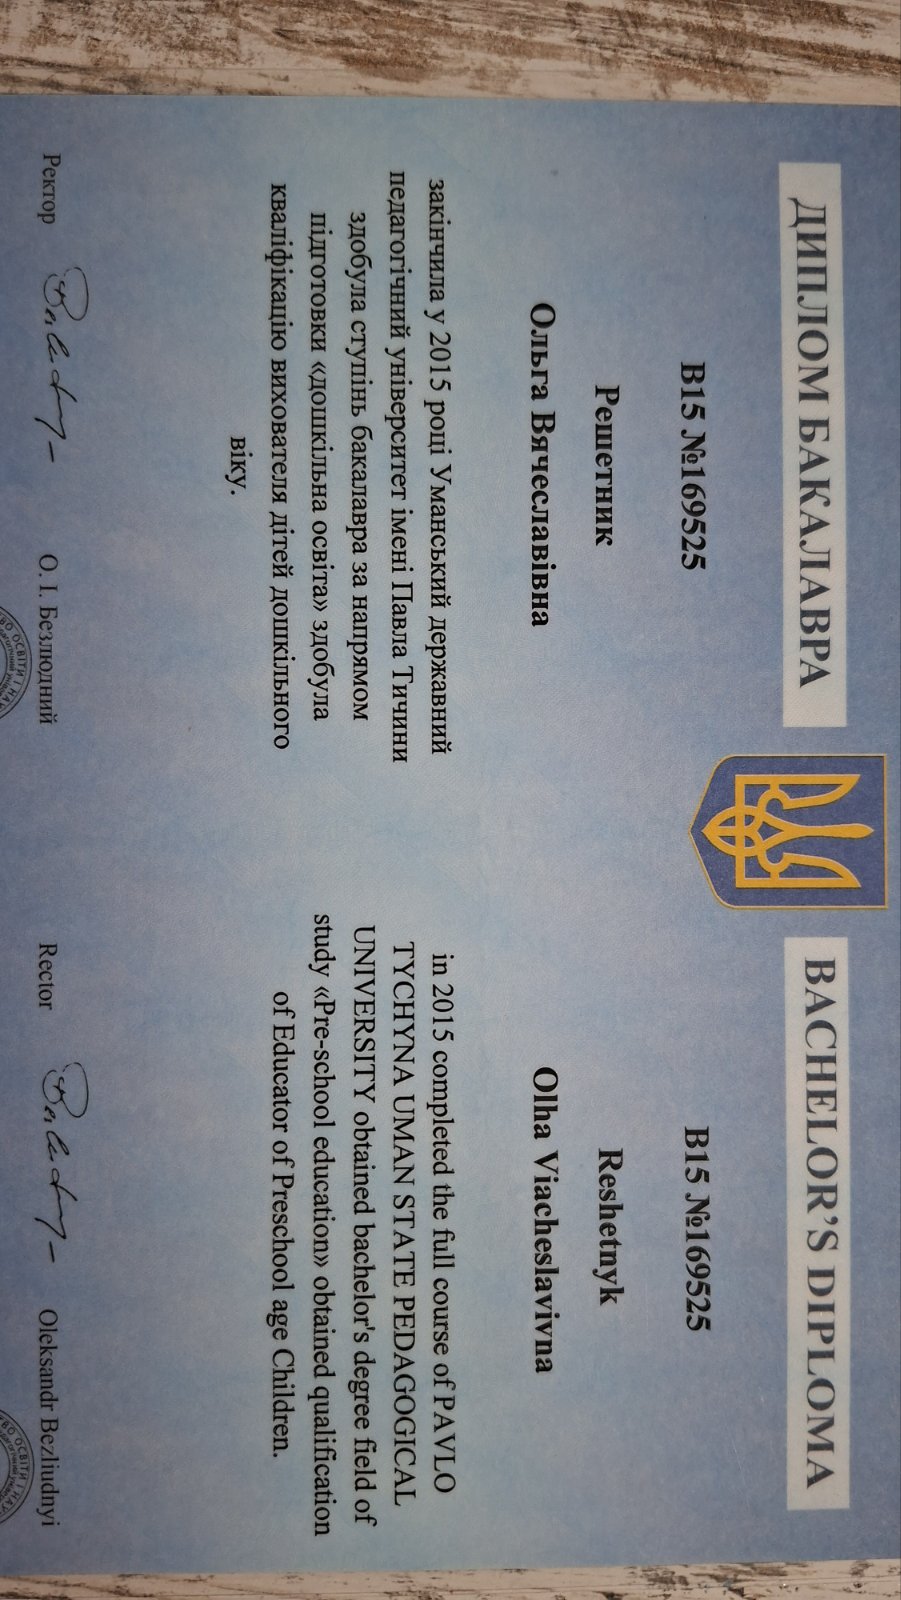 ДИПЛОМ БАКАЛАВРА
В15 №169525
Решетник
Ольга Вячеславівна
закінчила у 2015 році Уманський державний
педагогічний університет імені Павла Тичини
здобула ступінь бакалавра за напрямом
підготовки «дошкільна освіта» здобула
кваліфікацію вихователя дітей дошкільного
віку.
Ректор О. І. Безлюдний
BACHELOR’S DIPLOMA
B15 №169525
Reshetnyk
Olha Viacheslavivna
in 2015 completed the full course of PAVLO
TYCHYNA UMAN STATE PEDAGOGICAL
UNIVERSITY obtained bachelor's degree field of
study «Pre-school education» obtained qualification
of Educator of Preschool age Children.
Rector Oleksandr Bezliudnyi